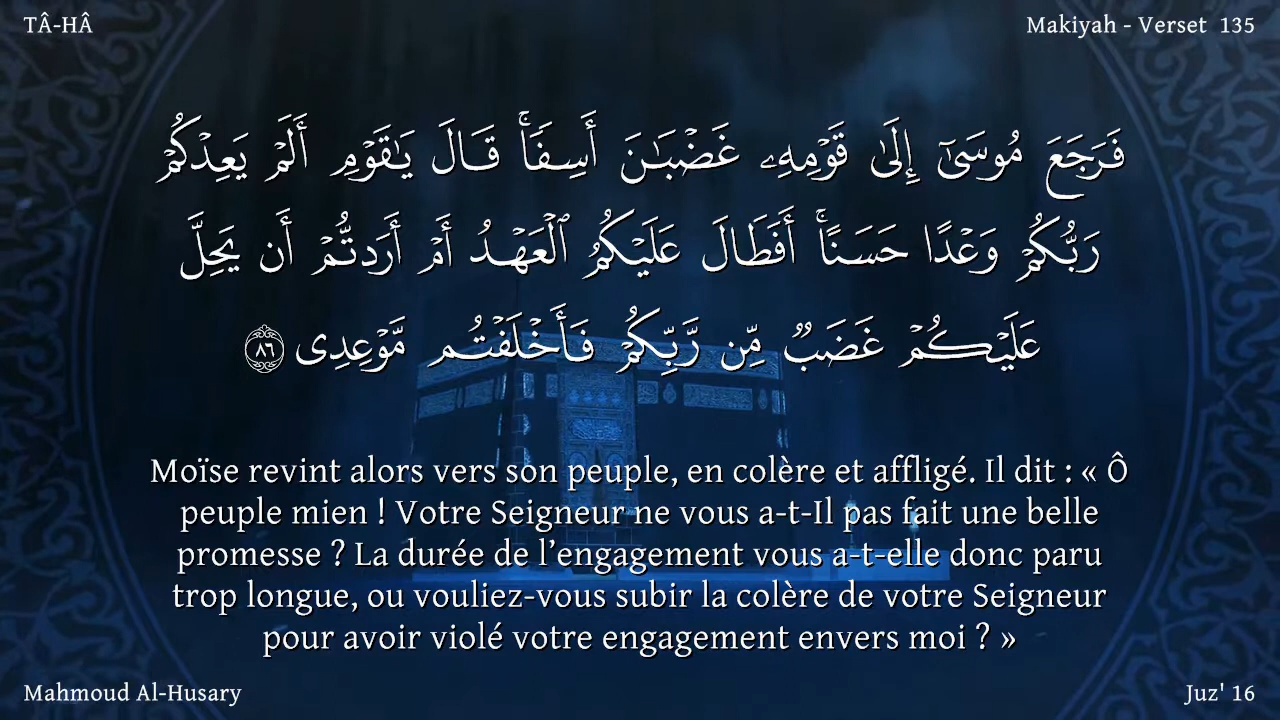 TÂ-HÂ
Makiyah - Verset 135
فَرَجَعَ مُوسَىٰٓ إِلَىٰ قَوْمِهِۦ غَضْبَـٰنَ أَسِفًۭا ۚ قَالَ يَـٰقَوْمِ أَلَمْ يَعِدْكُمْ
رَبُّكُمْ وَعْدًا حَسَنًا ۚ أَفَطَالَ عَلَيْكُمُ ٱلْعَهْدُ أَمْ أَرَدتُّمْ أَن يَحِلَّ
عَلَيْكُمْ غَضَبٌۭ مِّن رَّبِّكُمْ فَأَخْلَفْتُم مَّوْعِدِى ٨٦
Moïse revint alors vers son peuple, en colère et affligé. Il dit : « Ô
peuple mien ! Votre Seigneur ne vous a-t-Il pas fait une belle
promesse ? La durée de l’engagement vous a-t-elle donc paru
trop longue, ou vouliez-vous subir la colère de votre Seigneur
pour avoir violé votre engagement envers moi ? »
Mahmoud Al-Husary
Juz' 16